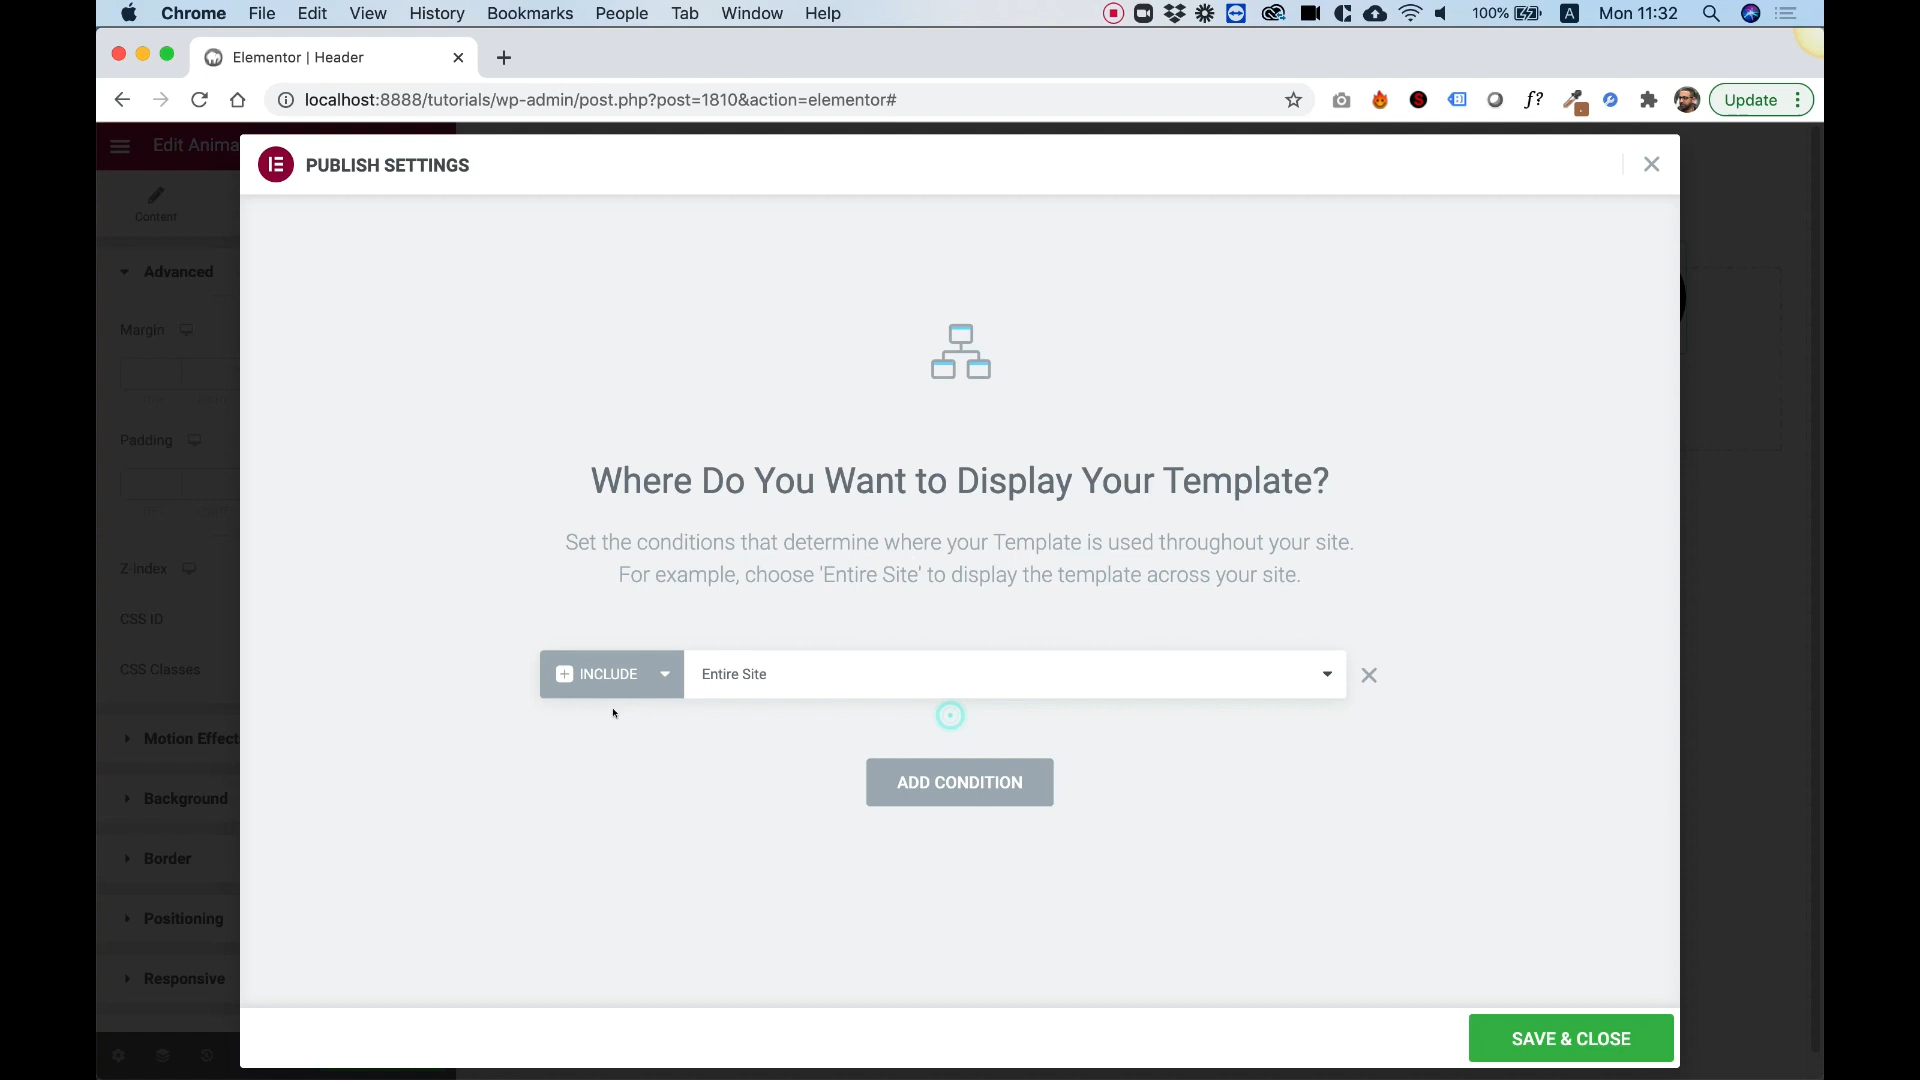 Chrome File Edit View History Bookmarks People Tab Window Help 100% A Mon 11:32
Elementor | Header
localhost:8888/tutorials/wp-admin/post.php?post=1810&action=elementor#
f?
Update
Edit Anima
PUBLISH SETTINGS
Content
Advanced
Margin
Padding
Z-Index
CSS ID
CSS Classes
Motion Effect
Background
Border
Positioning
Responsive
Where Do You Want to Display Your Template?
Set the conditions that determine where your Template is used throughout your site.
For example, choose 'Entire Site' to display the template across your site.
INCLUDE Entire Site
ADD CONDITION
SAVE & CLOSE